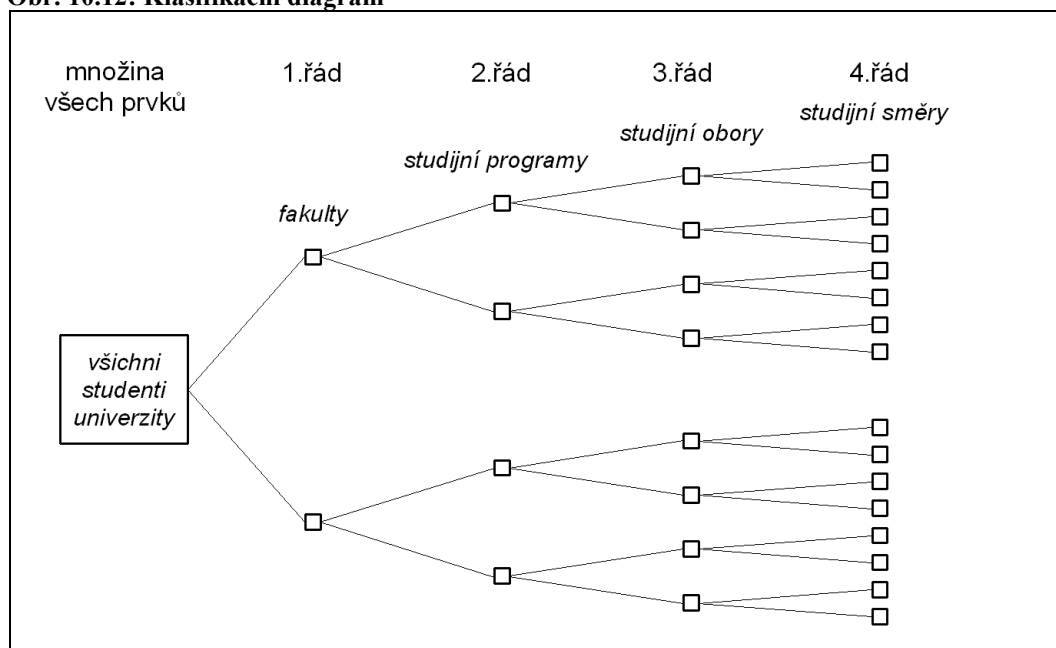 Obr. 10.12: Klasifikační diagram
množina
všech prvků
1.řád
2.řád
3.řád
4.řád
studijní směry
studijní obory
studijní programy
fakulty
všichni
studenti
univerzity